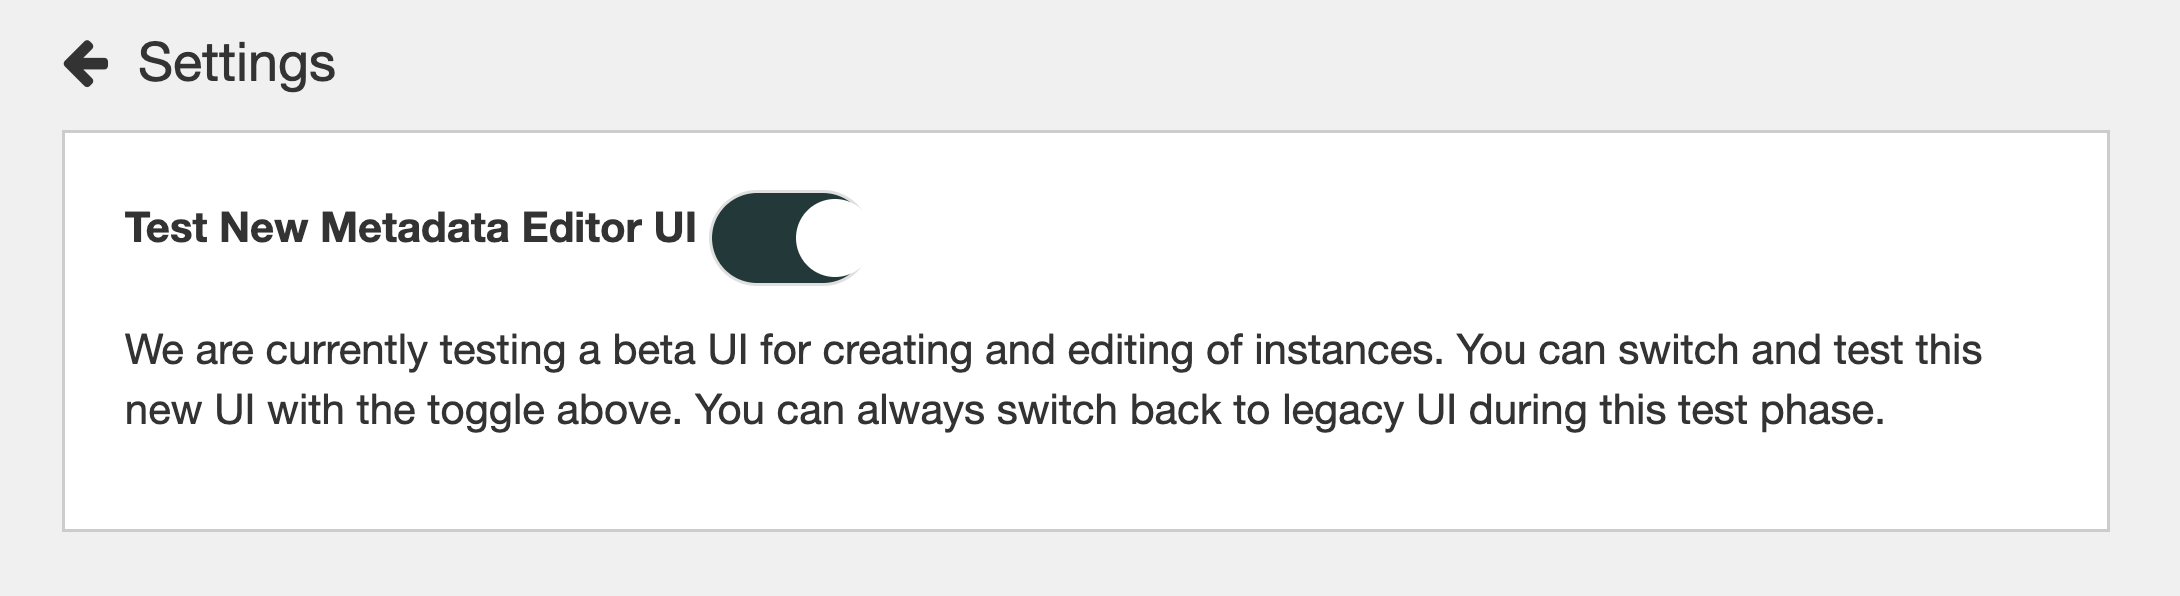 Settings
Test New Metadata Editor UI
We are currently testing a beta UI for creating and editing of instances. You can switch and test this
new UI with the toggle above. You can always switch back to legacy UI during this test phase.